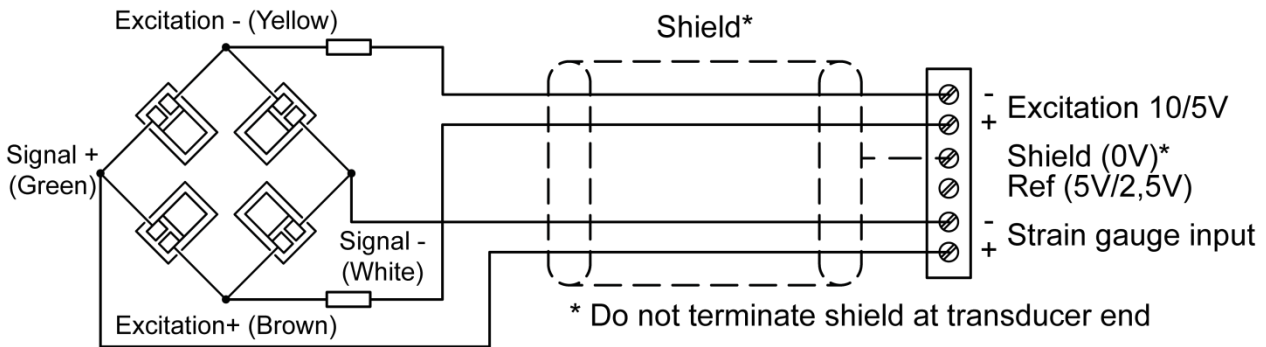 Excitation - (Yellow)
Shield*
-
Excitation 10/5V
+
Signal +
(Green)
Shield (0V)*
Ref (5V/2,5V)
Signal -
(White)
-
Strain gauge input
+
Excitation+ (Brown)
* Do not terminate shield at transducer end